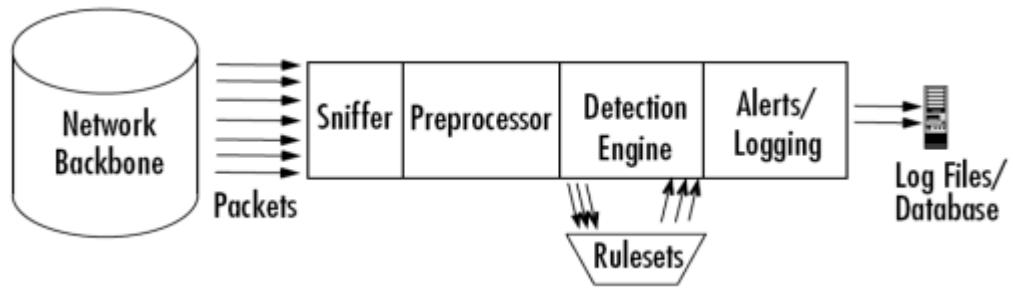 Network
Backbone
Packets
Sniffer
Preprocessor
Detection
Engine
Alerts/
Logging
Rulesets
Log Files/
Database